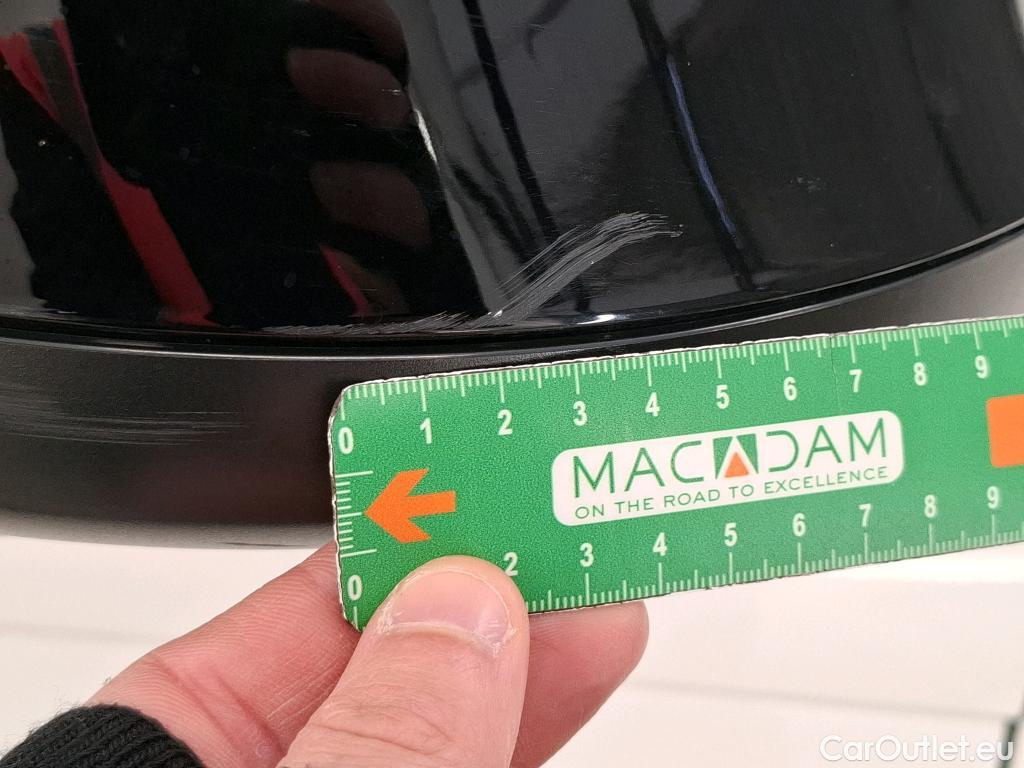 0 1 2 3 4 5 6 7 8 9
MACADAM
ON THE ROAD TO EXCELLENCE
0 2 3 4 5 6 7 8 9
CarOutlet.eu